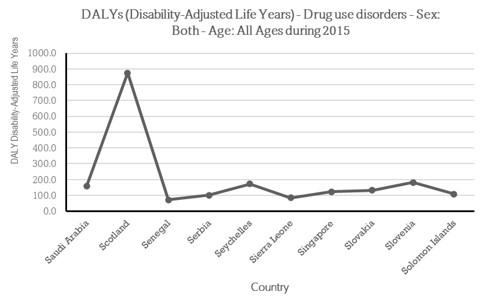 DALYs (Disability-Adjusted Life Years) - Drug use disorders - Sex:
Both - Age: All Ages during 2015
DALY Disability-Adjusted Life Years
1000.0
900.0
800.0
700.0
600.0
500.0
400.0
300.0
200.0
100.0
0.0
Saudi Arabia
Scotland
Senegal
Serbia
Seychelles
Sierra Leone
Singapore
Slovakia
Slovenia
Solomon Islands
Country